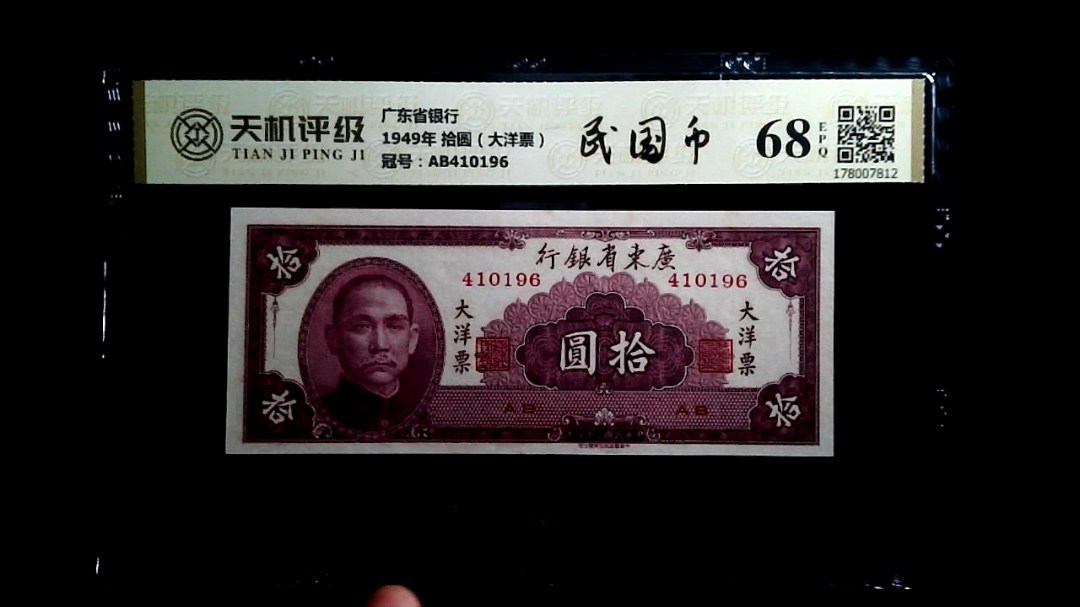 天机评级
TIAN JI PING JI
广东省银行
1949年 拾圆（大洋票）
冠号：AB410196
民国币
68
EPQ
178007812
拾
行銀省東廣
拾
410196
410196
大洋票
圓拾
大洋票
AB
AB
拾
拾